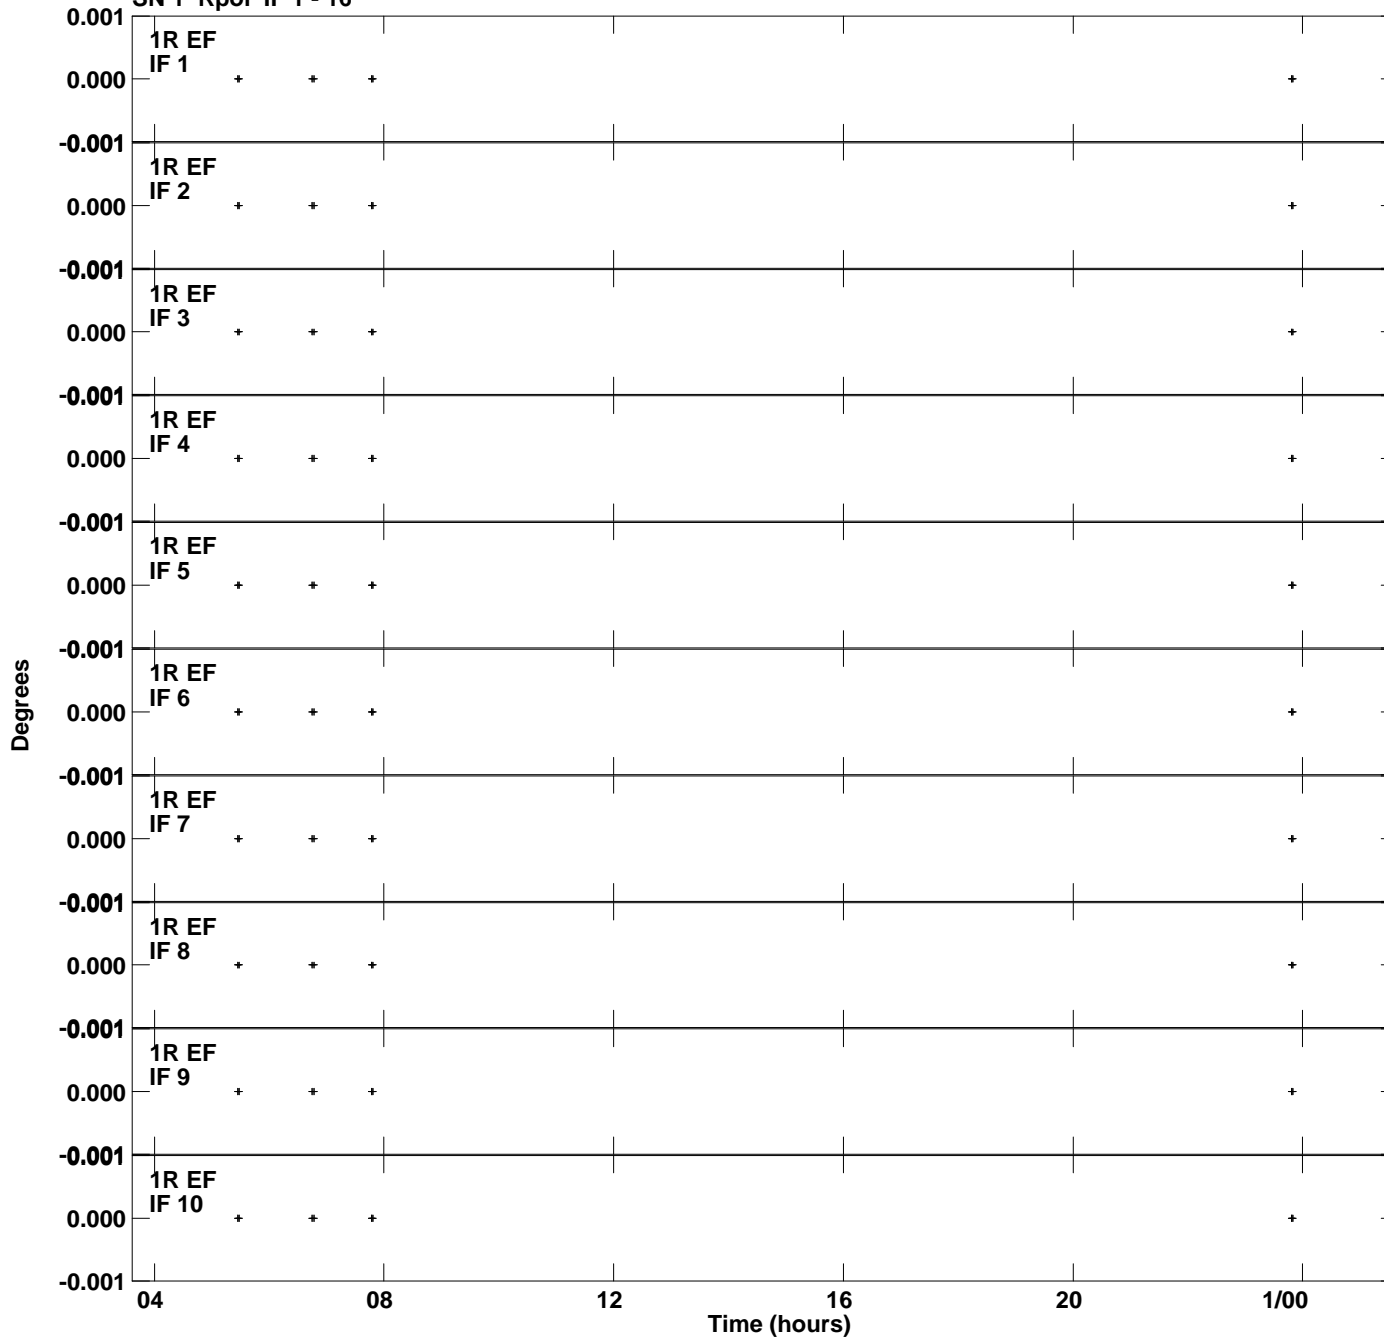 SN 1 Rpol IF 1 - 16
0.001
1R EF
IF 1
0.000
-0.001
1R EF
IF 2
0.000
-0.001
1R EF
IF 3
0.000
-0.001
1R EF
IF 4
0.000
-0.001
1R EF
IF 5
0.000
-0.001
1R EF
IF 6
0.000
-0.001
1R EF
IF 7
0.000
-0.001
1R EF
IF 8
0.000
-0.001
1R EF
IF 9
0.000
-0.001
1R EF
IF 10
0.000
-0.001
Degrees
04 08 12 16 20 1/00
Time (hours)